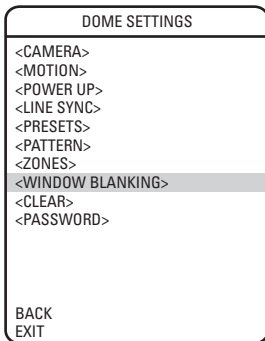 DOME SETTINGS
<CAMERA>
<MOTION>
<POWER UP>
<LINE SYNC>
<PRESETS>
<PATTERN>
<ZONES>
<WINDOW BLANKING>
<CLEAR>
<PASSWORD>
BACK
EXIT